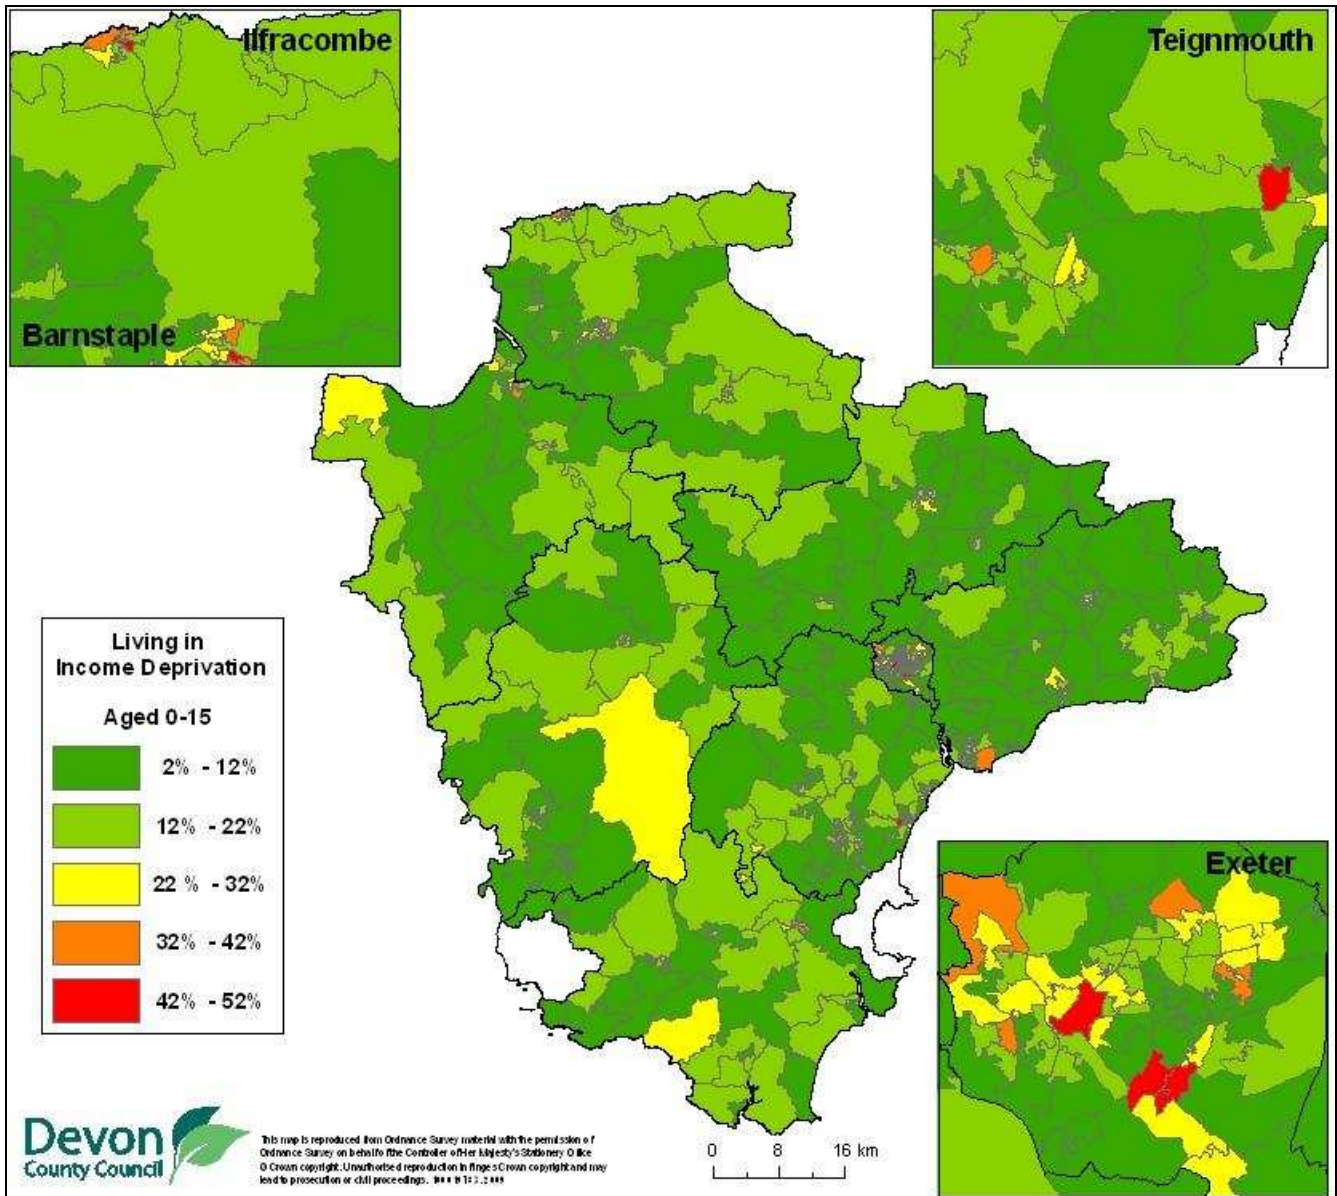 Ilfracombe
Barnstaple
Teignmouth
Living in
Income Deprivation
Aged 0-15
2% - 12%
12% - 22%
22 % - 32%
32% - 42%
42% - 52%
Exeter
Devon
County Council
This map is reproduced from Ordnance Survey material with the permission of
Ordnance Survey on behalf of the Controller of Her Majesty's Stationery Office
© Crown copyright. Unauthorised reproduction infringes Crown copyright and may
lead to prosecution or civil proceedings.
0 8 16 km